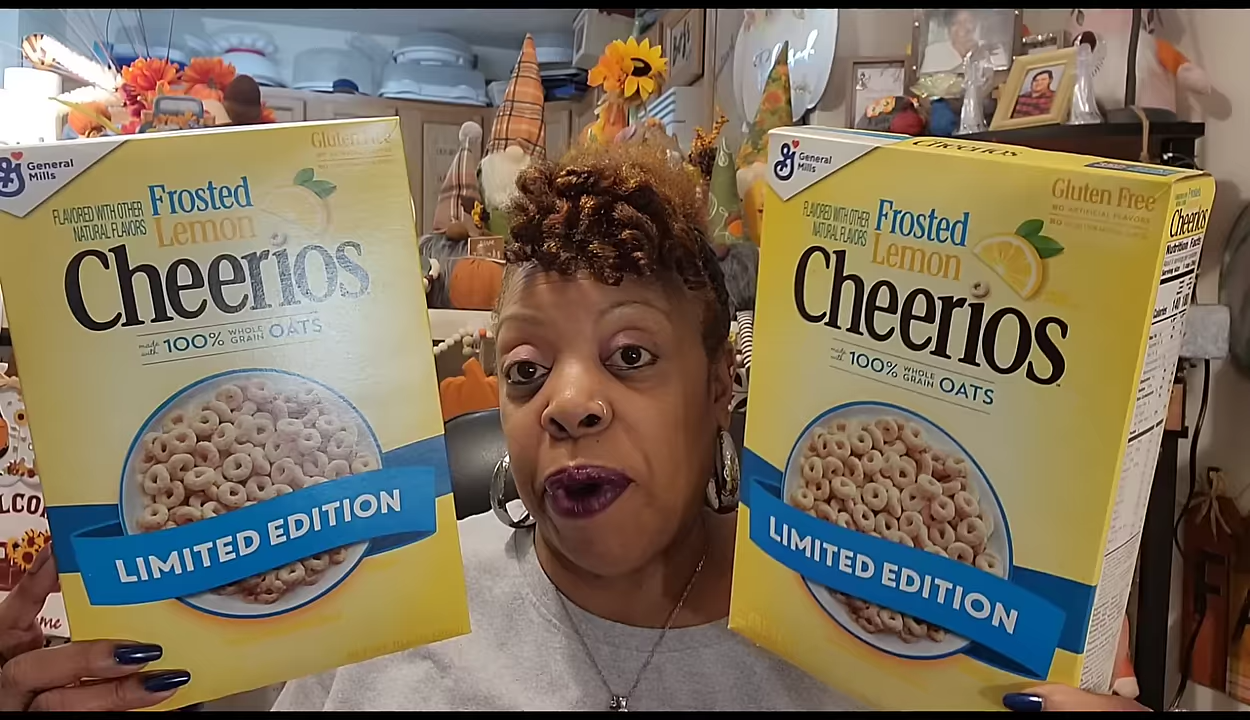 General
Mills
Gluten Free
FLAVORED WITH OTHER
NATURAL FLAVORS
Frosted
Lemon
Cheerios
made with 100% WHOLE GRAIN OATS
LIMITED EDITION
General
Mills
Cheerios
Gluten Free
NO ARTIFICIAL FLAVORS
FLAVORED WITH OTHER
NATURAL FLAVORS
Frosted
Lemon
Cheerios
made with 100% WHOLE GRAIN OATS
LIMITED EDITION
Cheerios
Nutrition Facts
Calories